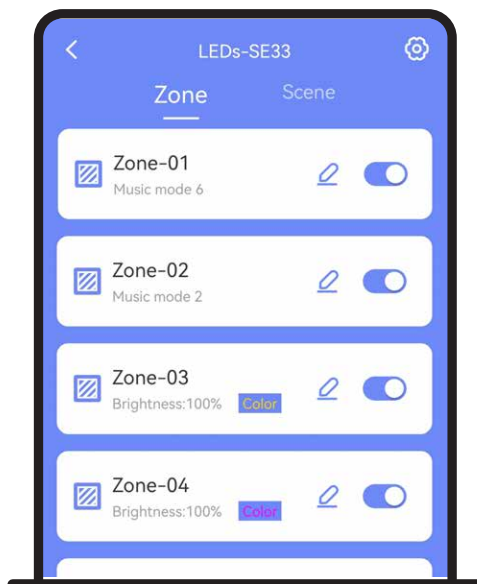 LEDs-SE33
Zone Scene
Zone-01
Music mode 6
Zone-02
Music mode 2
Zone-03
Brightness:100% Color
Zone-04
Brightness:100% Color